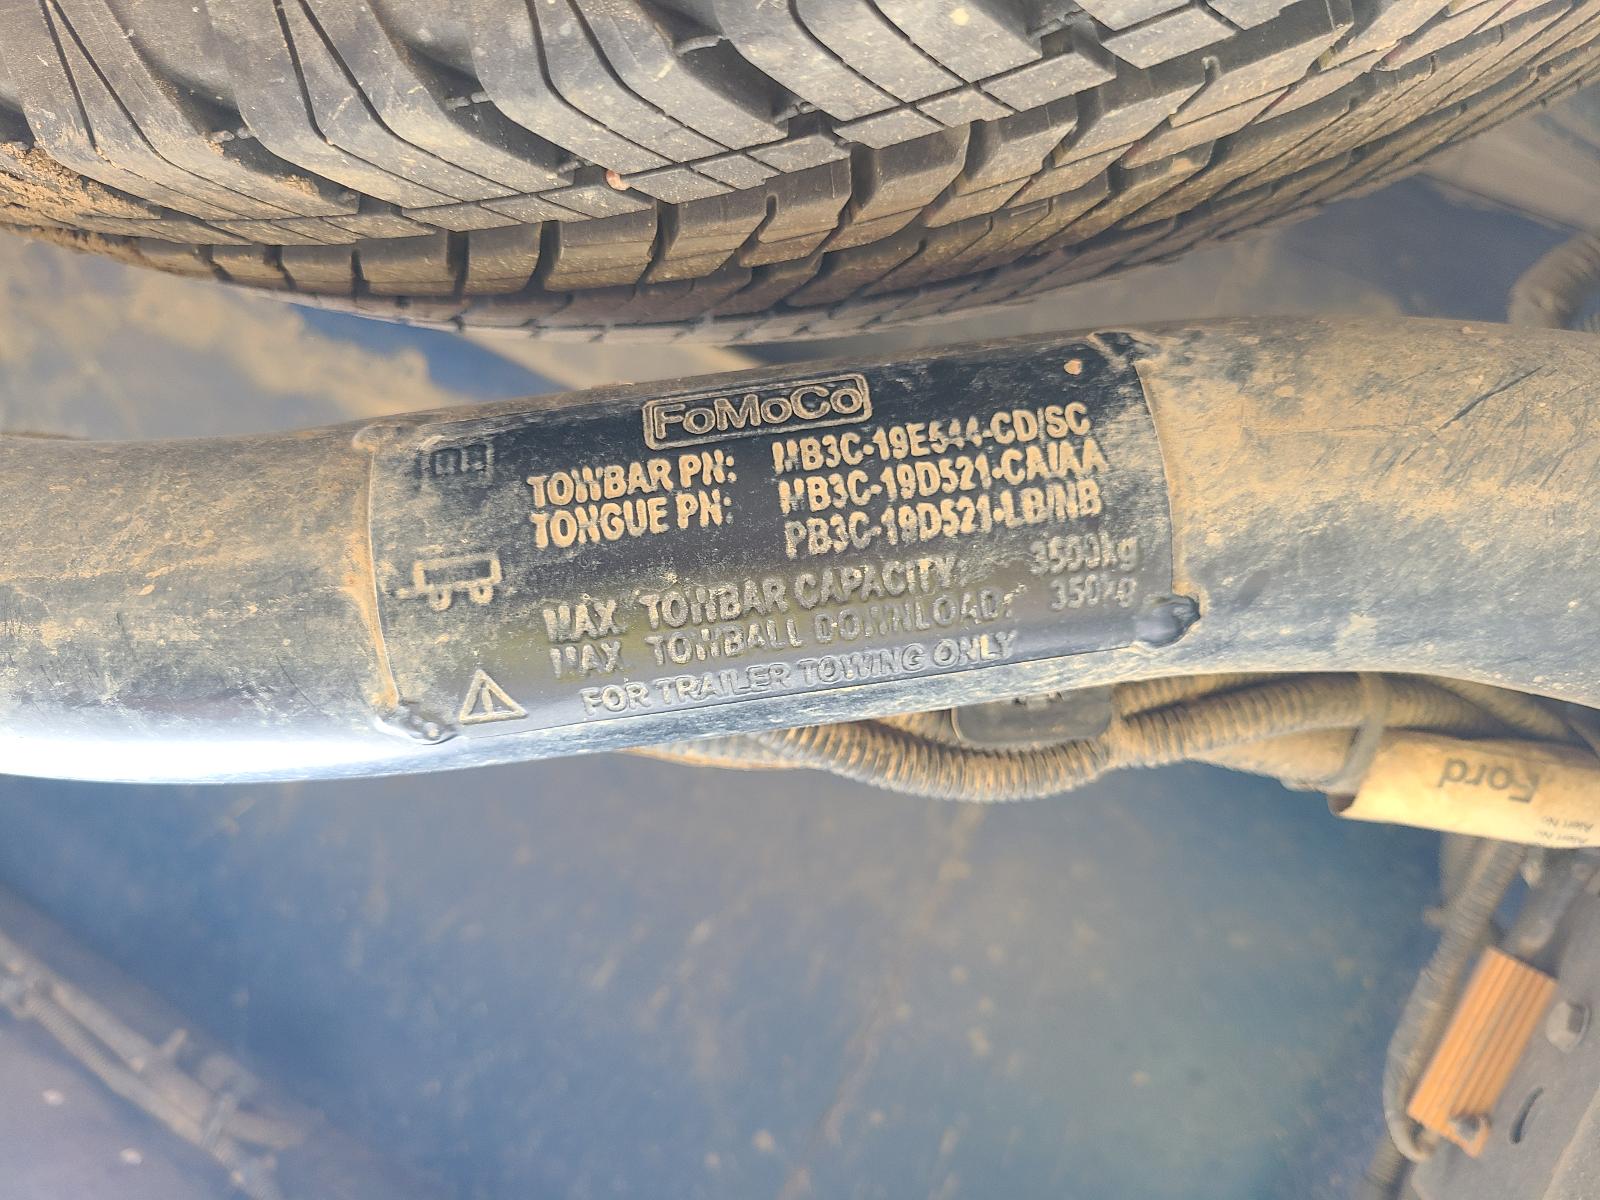 FoMoCo
TOWBAR PN: MB3C-19E544-CD/SC
TONGUE PN: MB3C-19D521-CA/AA
PB3C-19D521-LB/NB
MAX. TOWBAR CAPACITY: 3500kg
MAX. TOWBALL DOWNLOAD: 350kg
FOR TRAILER TOWING ONLY
Ford